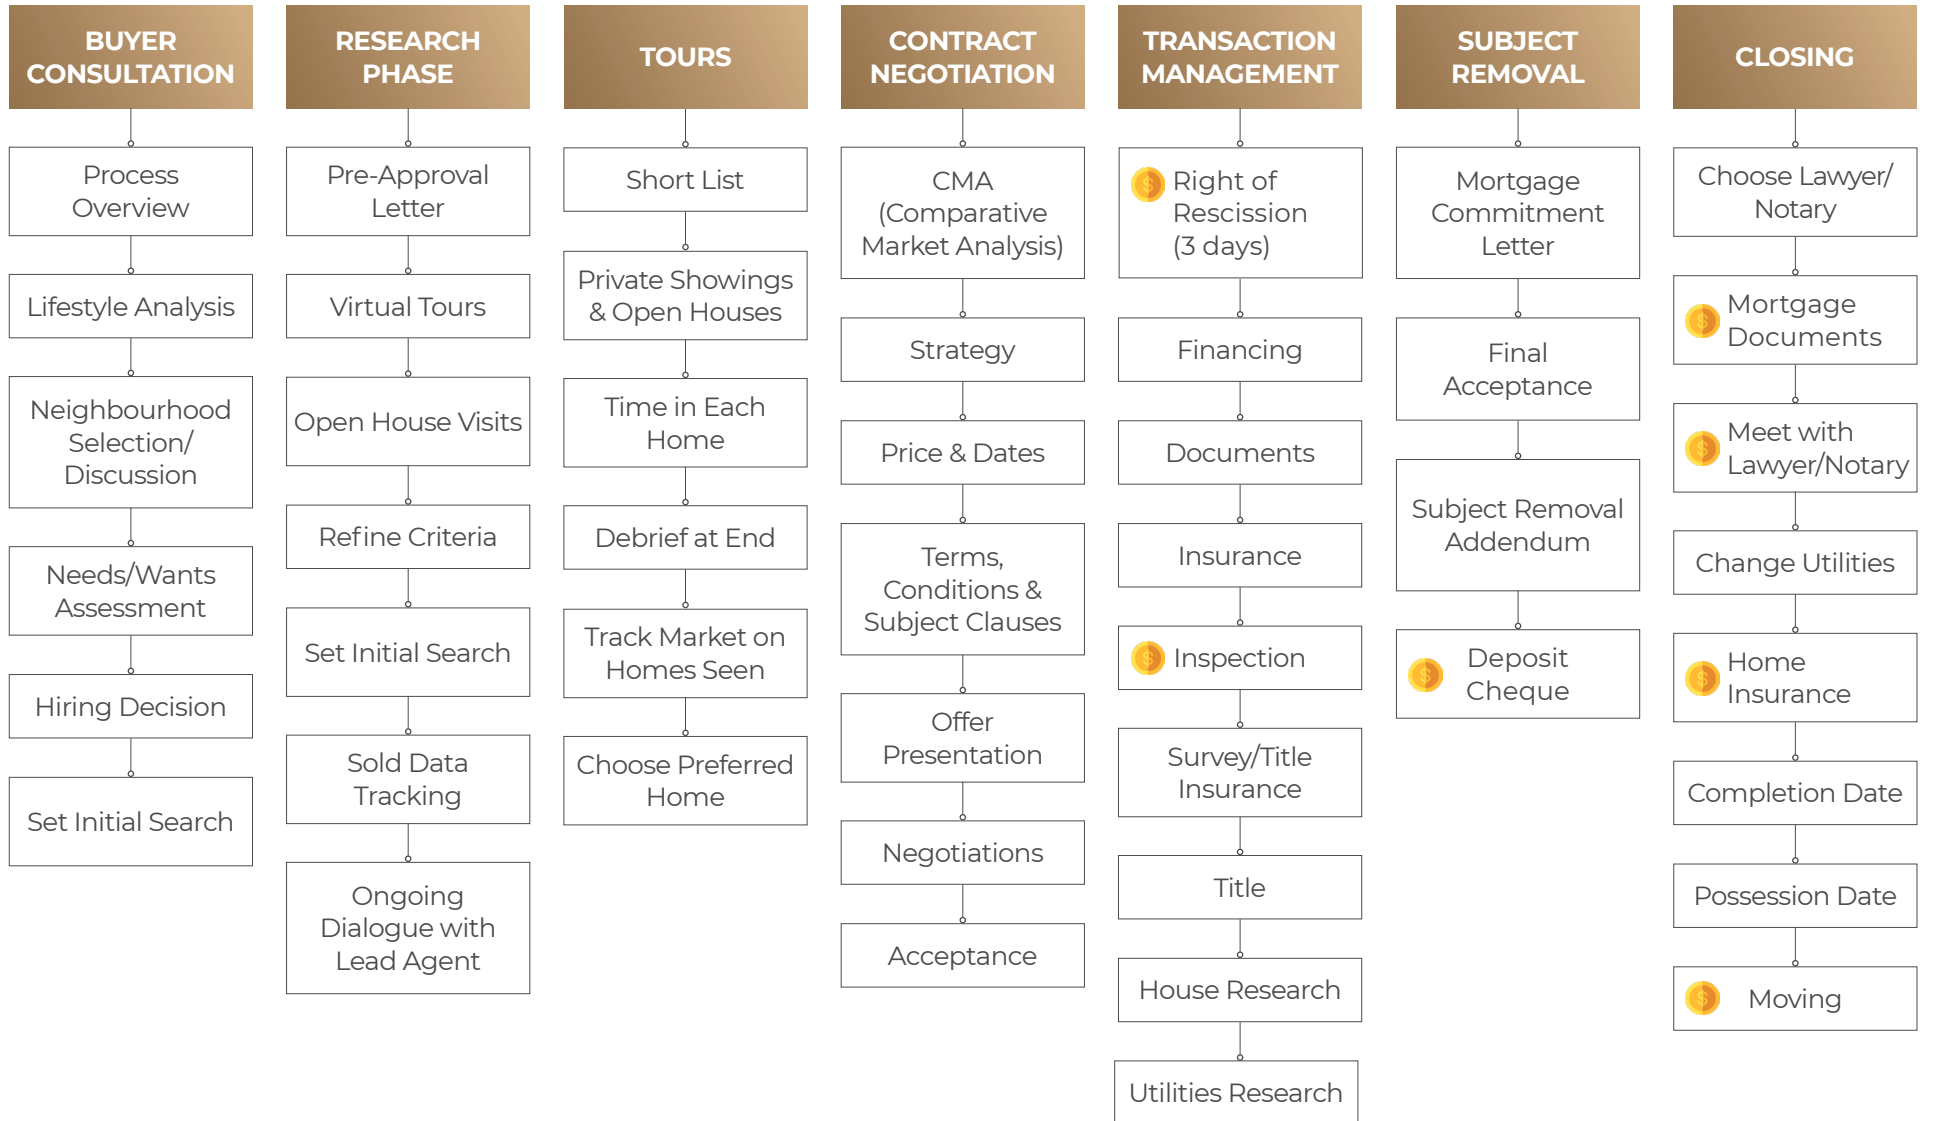 BUYER
CONSULTATION
Process
Overview
Lifestyle Analysis
Neighbourhood
Selection/
Discussion
Needs/Wants
Assessment
Hiring Decision
Set Initial Search
RESEARCH
PHASE
Pre-Approval
Letter
Virtual Tours
Open House Visits
Refine Criteria
Set Initial Search
Sold Data
Tracking
Ongoing
Dialogue with
Lead Agent
TOURS
Short List
Private Showings
& Open Houses
Time in Each
Home
Debrief at End
Track Market on
Homes Seen
Choose Preferred
Home
CONTRACT
NEGOTIATION
CMA
(Comparative
Market Analysis)
Strategy
Price & Dates
Terms,
Conditions &
Subject Clauses
Offer
Presentation
Negotiations
Acceptance
TRANSACTION
MANAGEMENT
$ Right of
Rescission
(3 days)
Financing
Documents
Insurance
$ Inspection
Survey/Title
Insurance
Title
House Research
Utilities Research
SUBJECT
REMOVAL
Mortgage
Commitment
Letter
Final
Acceptance
Subject Removal
Addendum
$ Deposit
Cheque
CLOSING
Choose Lawyer/
Notary
$ Mortgage
Documents
$ Meet with
Lawyer/Notary
Change Utilities
$ Home
Insurance
Completion Date
Possession Date
$ Moving